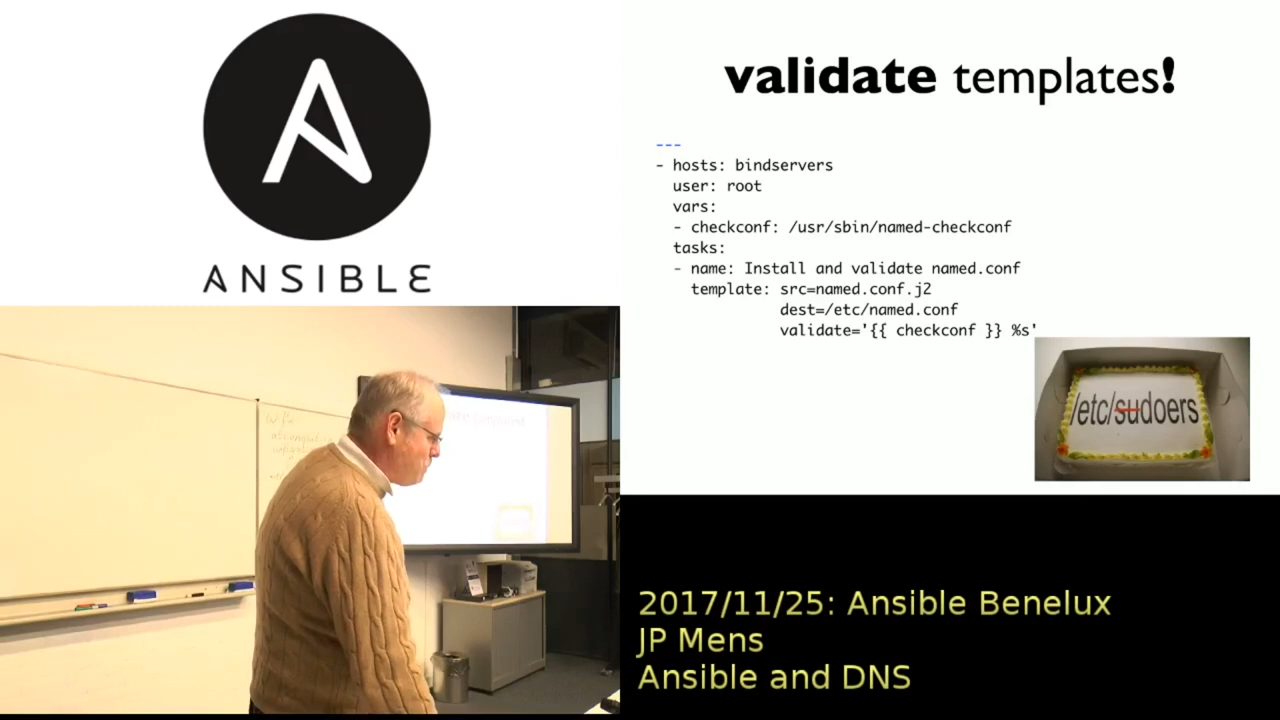 ANSIBLE
validate templates!
---
- hosts: bindservers
user: root
vars:
- checkconf: /usr/sbin/named-checkconf
tasks:
- name: Install and validate named.conf
template: src=named.conf.j2
dest=/etc/named.conf
validate='{{ checkconf }} %s'
/etc/sudoers
2017/11/25: Ansible Benelux
JP Mens
Ansible and DNS